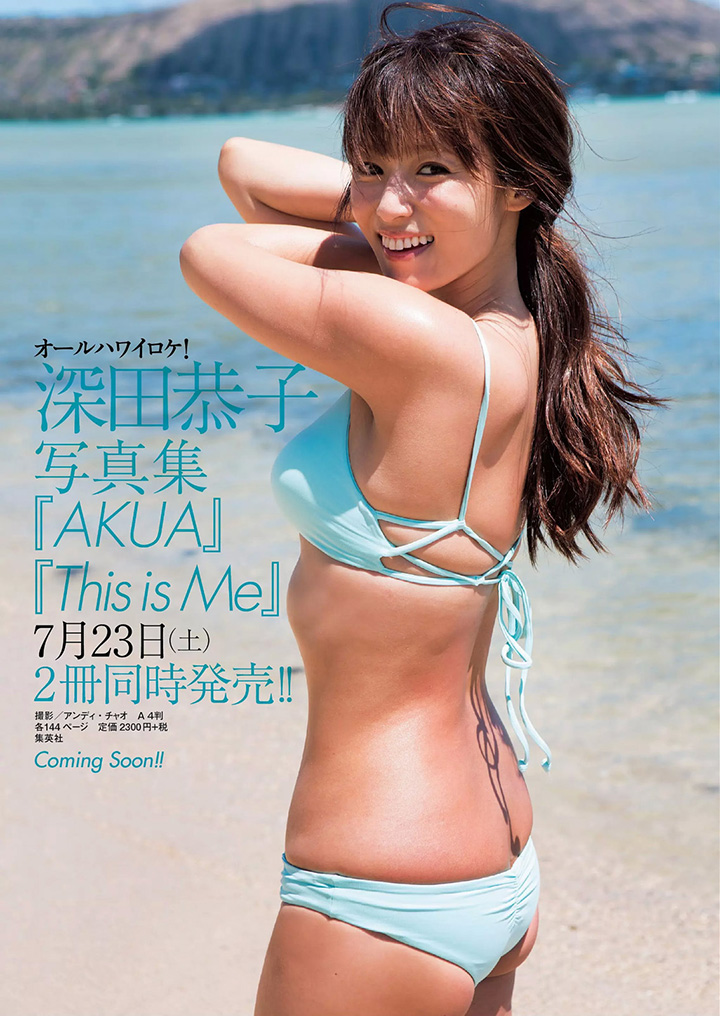 オールハワイロケ!
深田恭子
写真集
『AKUA』
『This is Me』
7月23日(土)
2冊同時発売!!
撮影／アンディ・チャオ A4判
各144ページ 定価2300円+税
集英社
Coming Soon!!